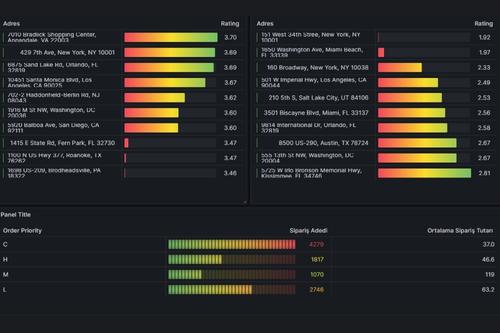 Adres Rating
7010 Bradlick Shopping Center,
Annandale, VA 22003 3.70
429 7th Ave, New York, NY 10001 3.69
6875 Sand Lake Rd, Orlando, FL
32819 3.69
10451 Santa Monica Blvd, Los
Angeles, CA 90025 3.67
702-2 Haddonfield-Berlin Rd, NJ
08043 3.62
1916 M St NW, Washington, DC
20036 3.60
5920 Balboa Ave, San Diego, CA
92111 3.60
1415 E State Rd, Fern Park, FL 32730 3.47
1100 N US Hwy 377, Roanoke, TX
76262 3.47
1698 US-209, Brodheadsville, PA
18322 3.46
Adres Rating
151 West 34th Street, New York, NY
10001 1.92
1650 Washington Ave, Miami Beach,
FL 33139 1.97
160 Broadway, New York, NY 10038 2.33
501 W Imperial Hwy, Los Angeles, CA
90044 2.49
210 5th S, Salt Lake City, UT 84106 2.53
3501 Biscayne Blvd, Miami, FL 33137 2.56
9814 International Dr, Orlando, FL
32819 2.58
8500 US-290, Austin, TX 78724 2.67
555 13th St NW, Washington, DC
20004 2.67
5725 W Irlo Bronson Memorial Hwy,
Kissimmee, FL 34746 2.81
Panel Title
Order Priority Sipariş Adedi Ortalama Sipariş Tutarı
C 4279 37.0
H 1817 46.6
M 1070 119
L 2746 63.2